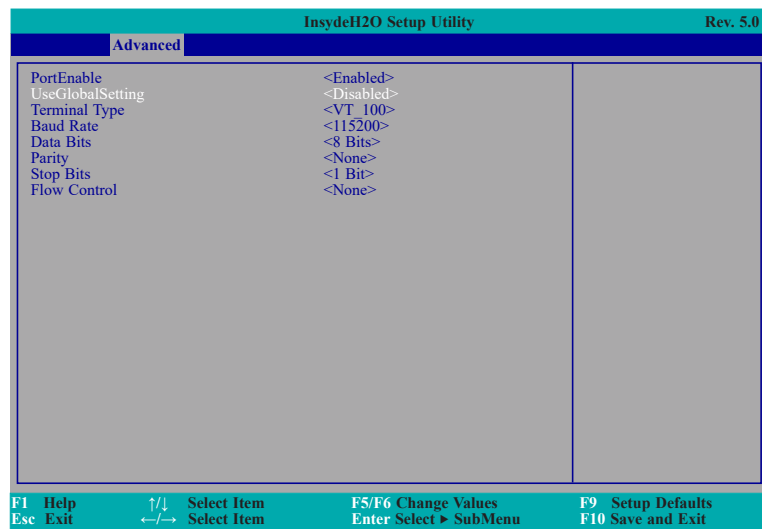 InsydeH2O Setup Utility Rev. 5.0
Advanced
PortEnable <Enabled>
UseGlobalSetting <Disabled>
Terminal Type <VT_100>
Baud Rate <115200>
Data Bits <8 Bits>
Parity <None>
Stop Bits <1 Bit>
Flow Control <None>
F1 Help ↑/↓ Select Item F5/F6 Change Values F9 Setup Defaults
Esc Exit ←/→ Select Item Enter Select ► SubMenu F10 Save and Exit